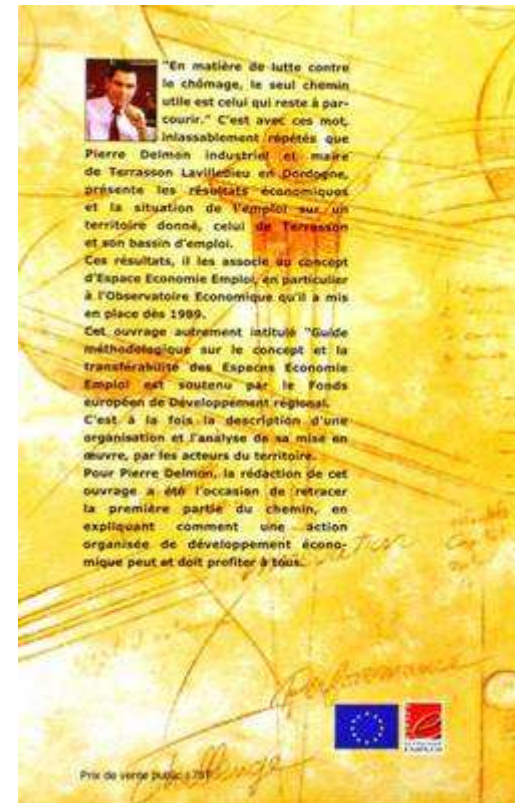 "En matière de lutte contre
le chômage, le seul chemin
utile est celui qui reste à par-
courir." C'est avec ces mot,
inlassablement répétés que
Pierre Delmon industriel et maire
de Terrasson Lavilledieu en Dordogne,
présente les résultats économiques
et la situation de l'emploi sur un
territoire donné, celui de Terrasson
et son bassin d'emploi.
Ces résultats, il les associe au concept
d'Espace Economie Emploi, en particulier
à l'Observatoire Economique qu'il a mis
en place dès 1989.
Cet ouvrage autrement intitulé "Guide
méthodologique sur le concept et la
transférabilité des Espaces Economie
Emploi est soutenu par le Fonds
européen de Développement régional.
C'est à la fois la description d'une
organisation et l'analyse de sa mise en
œuvre, par les acteurs du territoire.
Pour Pierre Delmon, la rédaction de cet
ouvrage a été l'occasion de retracer
la première partie du chemin, en
expliquant comment une action
organisée de développement écono-
mique peut et doit profiter à tous.
Performance
EMPLOI
Challenge
Prix de vente public :